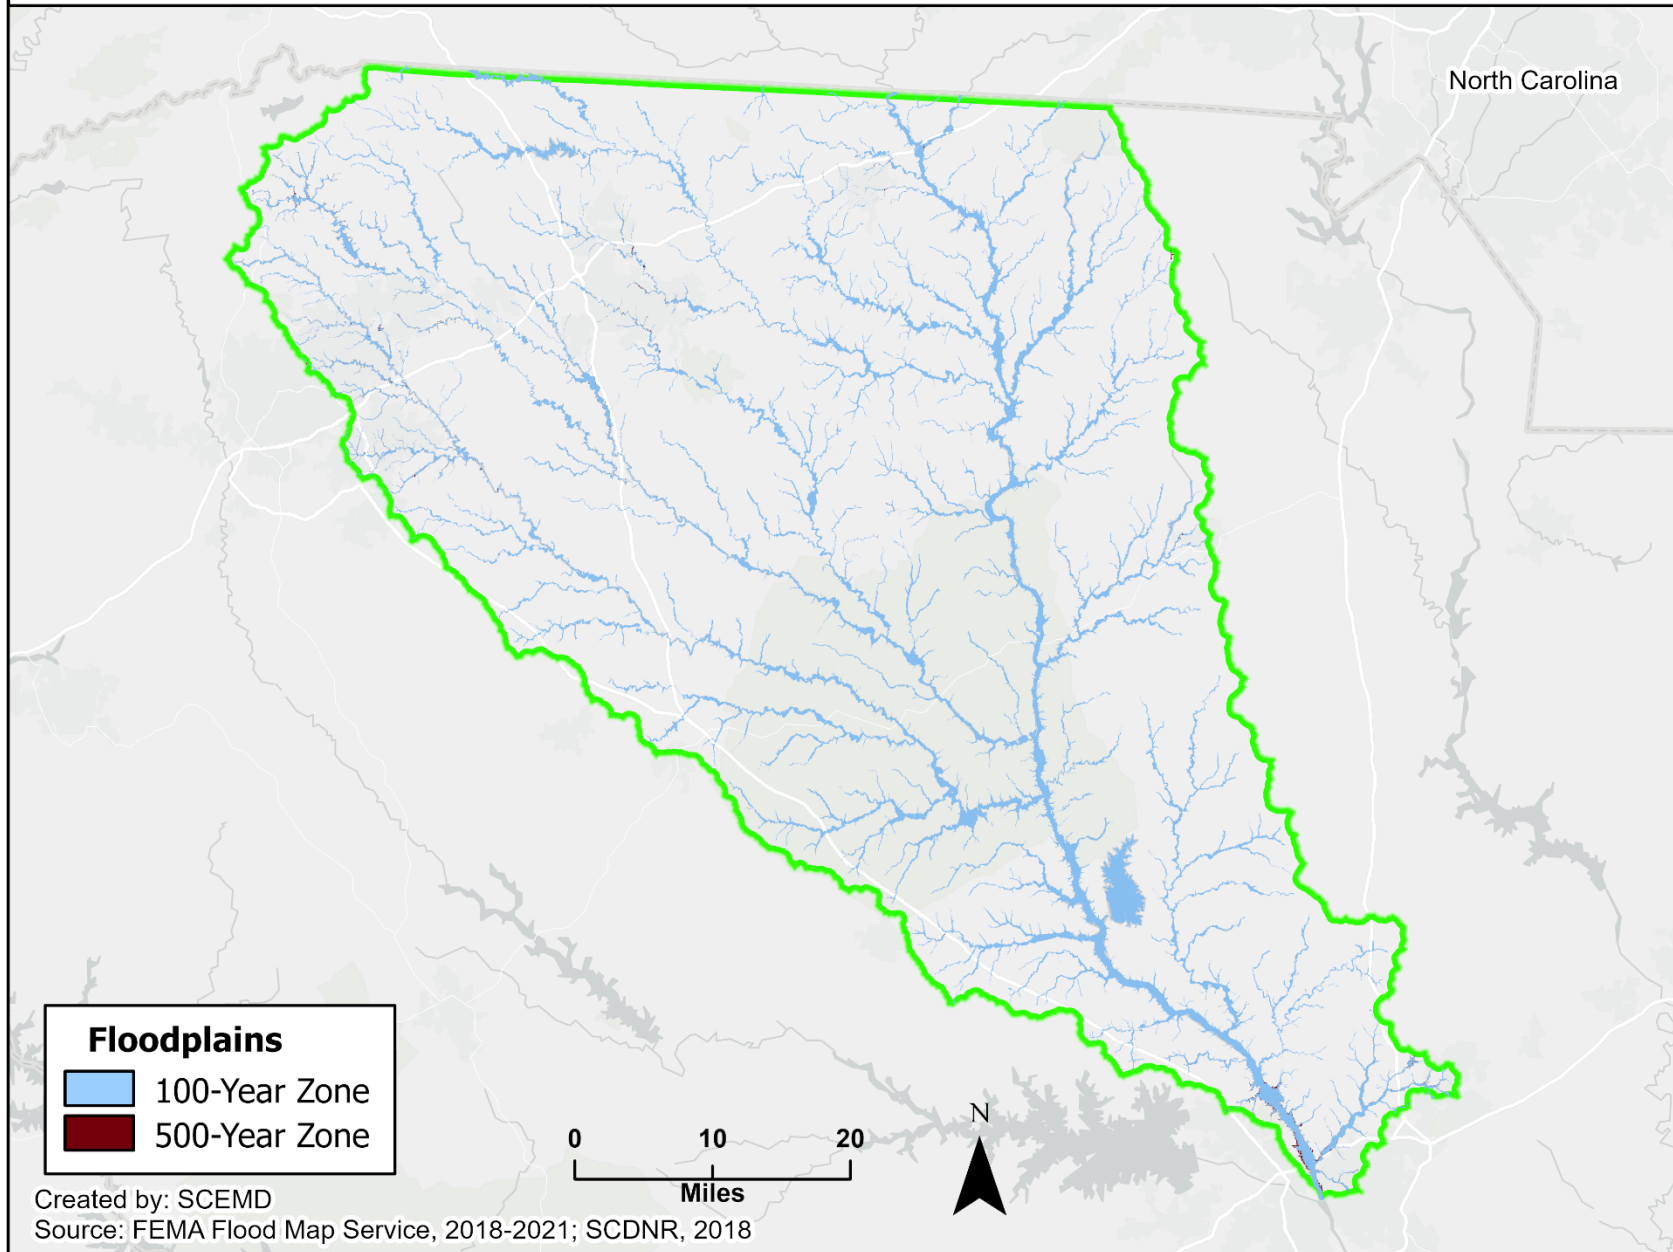 North Carolina
Floodplains
100-Year Zone
500-Year Zone
0 10 20
Miles
N
Created by: SCEMD
Source: FEMA Flood Map Service, 2018-2021; SCDNR, 2018